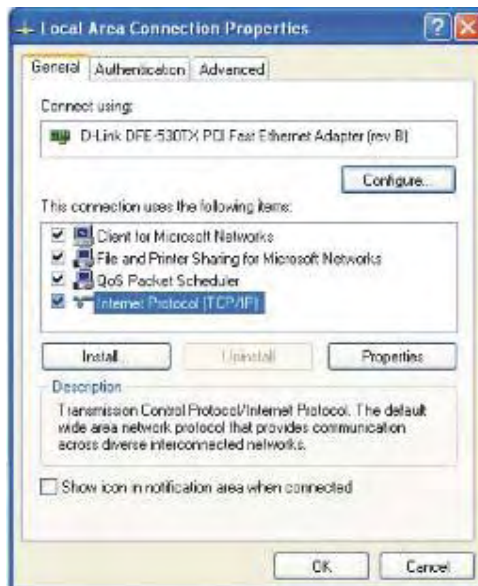 Local Area Connection Properties
General Authentication Advanced
Connect using:
D-Link DFE-530TX PCI Fast Ethernet Adapter (rev B)
Configure...
This connection uses the following items:
Client for Microsoft Networks
File and Printer Sharing for Microsoft Networks
QoS Packet Scheduler
Internet Protocol (TCP/IP)
Install... Uninstall Properties
Description
Transmission Control Protocol/Internet Protocol. The default
wide area network protocol that provides communication
across diverse interconnected networks.
Show icon in notification area when connected
OK Cancel